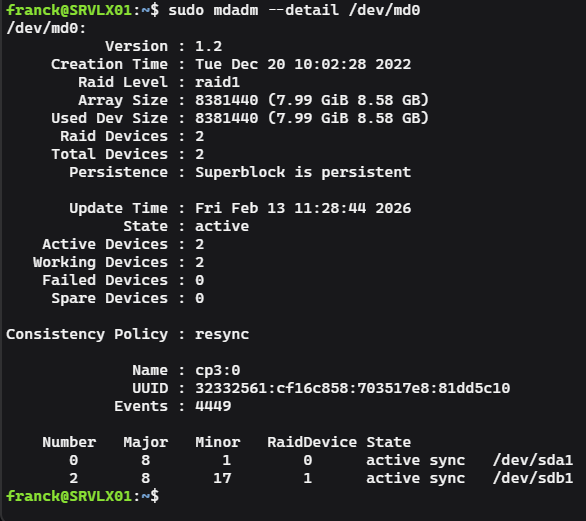 franck@SRVLX01:~$ sudo mdadm --detail /dev/md0
/dev/md0:
           Version : 1.2
     Creation Time : Tue Dec 20 10:02:28 2022
        Raid Level : raid1
        Array Size : 8381440 (7.99 GiB 8.58 GB)
     Used Dev Size : 8381440 (7.99 GiB 8.58 GB)
      Raid Devices : 2
     Total Devices : 2
       Persistence : Superblock is persistent

       Update Time : Fri Feb 13 11:28:44 2026
             State : active
    Active Devices : 2
   Working Devices : 2
    Failed Devices : 0
     Spare Devices : 0

Consistency Policy : resync

              Name : cp3:0
              UUID : 32332561:cf16c858:703517e8:81dd5c10
            Events : 4449

    Number   Major   Minor   RaidDevice State
       0       8        1        0      active sync   /dev/sda1
       2       8       17        1      active sync   /dev/sdb1
franck@SRVLX01:~$